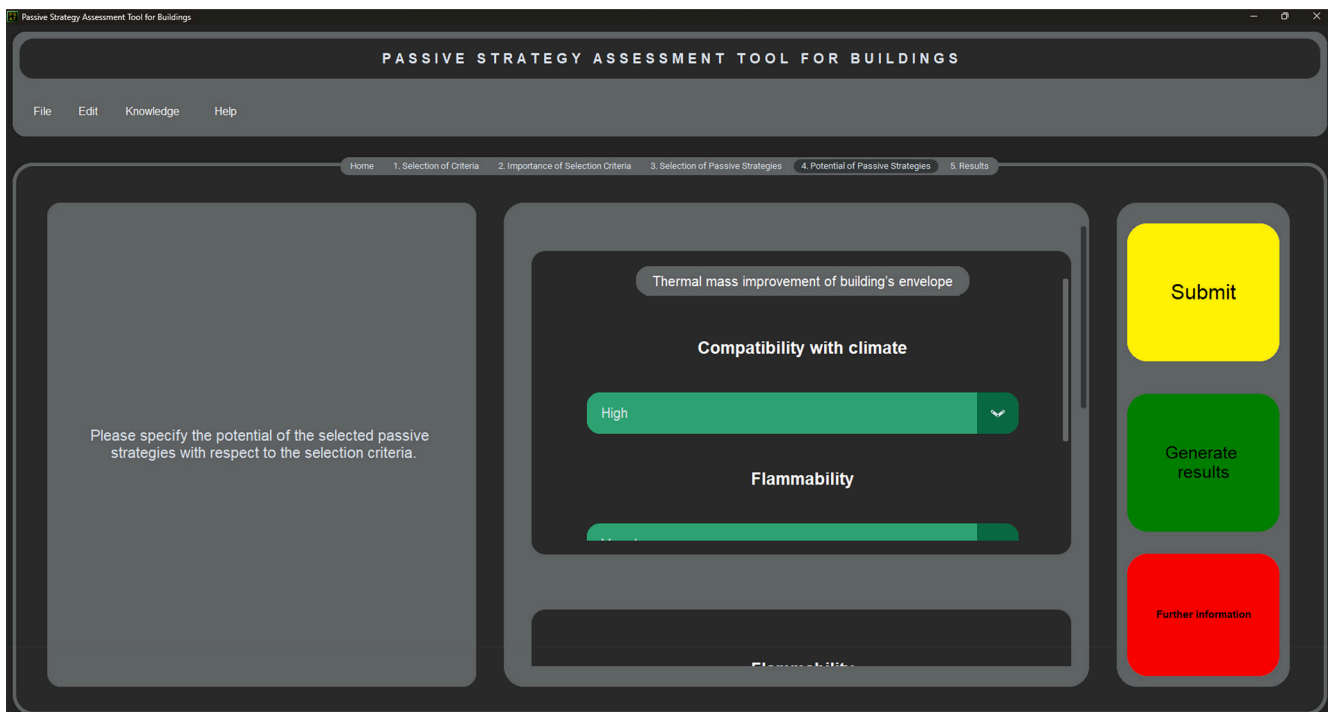 Passive Strategy Assessment Tool for Buildings
PASSIVE STRATEGY ASSESSMENT TOOL FOR BUILDINGS
File Edit Knowledge Help
Home 1. Selection of Criteria 2. Importance of Selection Criteria 3. Selection of Passive Strategies 4. Potential of Passive Strategies 5. Results
Please specify the potential of the selected passive
strategies with respect to the selection criteria.
Thermal mass improvement of building's envelope
Compatibility with climate
High
Flammability
Flammability
Submit
Generate
results
Further information